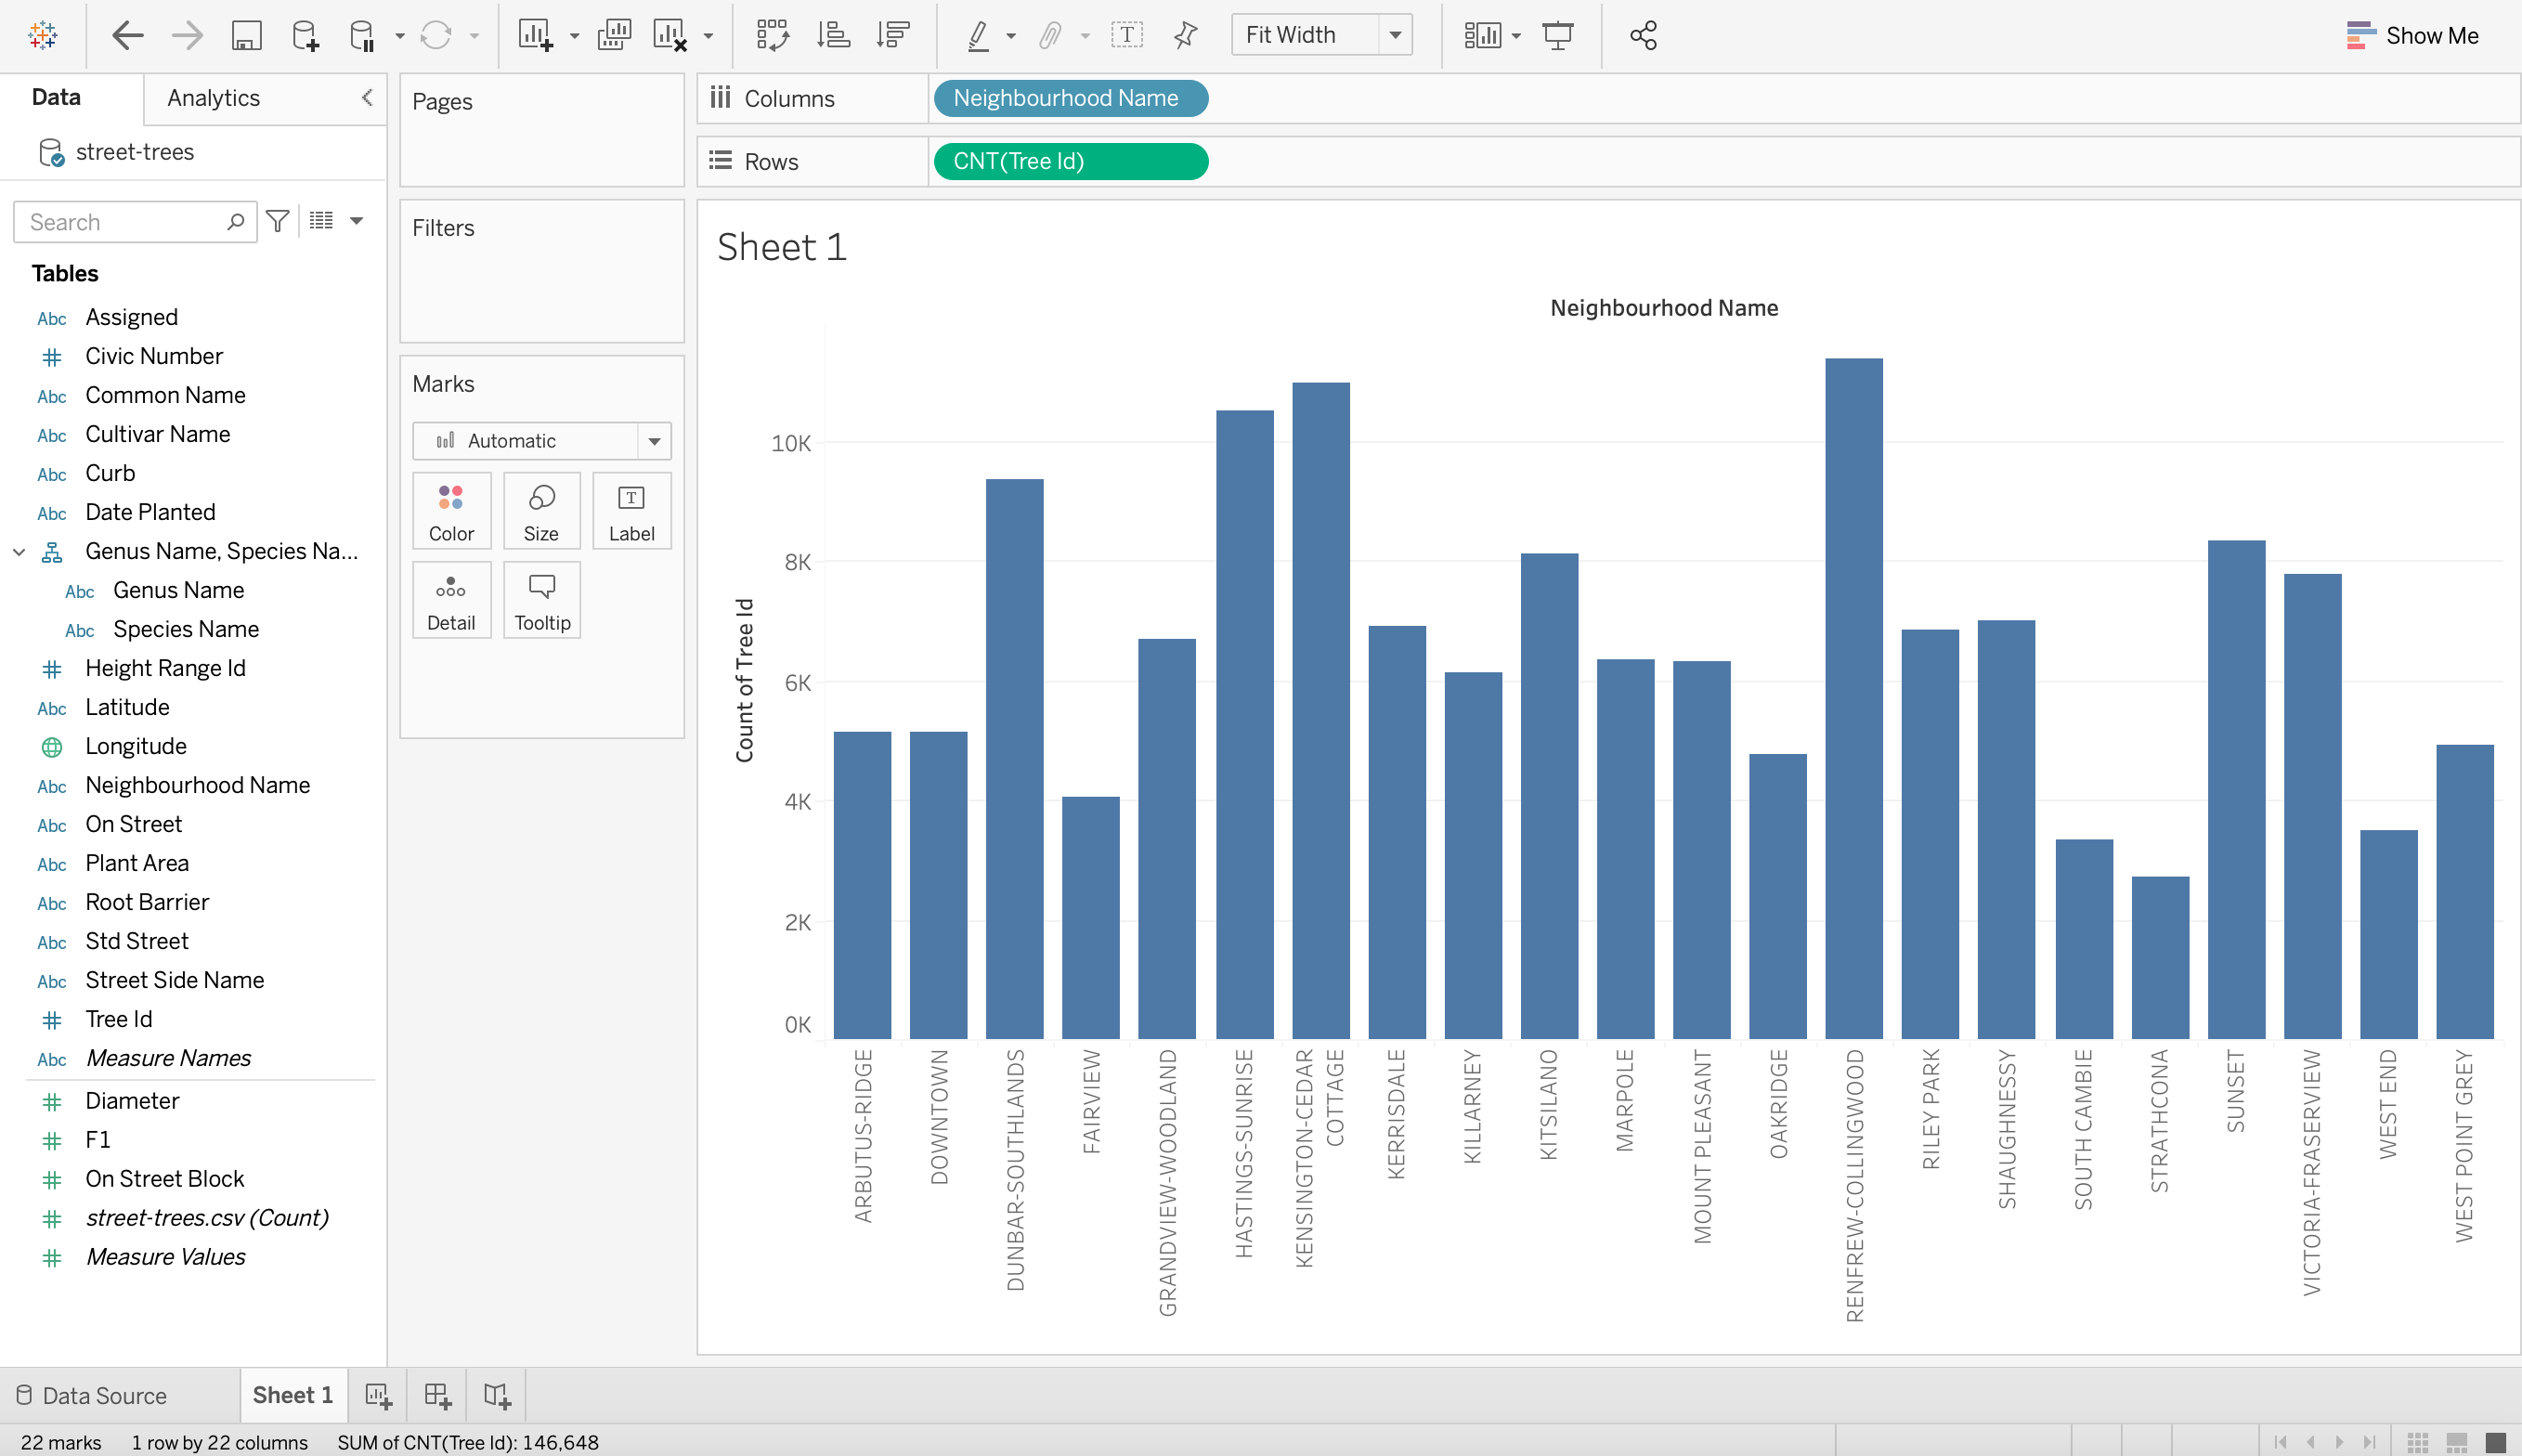 Fit Width
Show Me
Data
Analytics
street-trees
Search
Tables
Abc Assigned
Civic Number
Abc Common Name
Abc Cultivar Name
Abc Curb
Abc Date Planted
Genus Name, Species Na...
Abc Genus Name
Abc Species Name
Height Range Id
Abc Latitude
Longitude
Abc Neighbourhood Name
Abc On Street
Abc Plant Area
Abc Root Barrier
Abc Std Street
Abc Street Side Name
Tree Id
Abc Measure Names
Diameter
F1
On Street Block
street-trees.csv (Count)
Measure Values
Pages
Filters
Marks
Automatic
Color
Size
Label
Detail
Tooltip
Columns
Neighbourhood Name
Rows
CNT(Tree Id)
Sheet 1
Neighbourhood Name
Count of Tree Id
10K
8K
6K
4K
2K
0K
ARBUTUS-RIDGE
DOWNTOWN
DUNBAR-SOUTHLANDS
FAIRVIEW
GRANDVIEW-WOODLAND
HASTINGS-SUNRISE
KENSINGTON-CEDAR
COTTAGE
KERRISDALE
KILLARNEY
KITSILANO
MARPOLE
MOUNT PLEASANT
OAKRIDGE
RENFREW-COLLINGWOOD
RILEY PARK
SHAUGHNESSY
SOUTH CAMBIE
STRATHCONA
SUNSET
VICTORIA-FRASERVIEW
WEST END
WEST POINT GREY
Data Source
Sheet 1
22 marks
1 row by 22 columns
SUM of CNT(Tree Id): 146,648